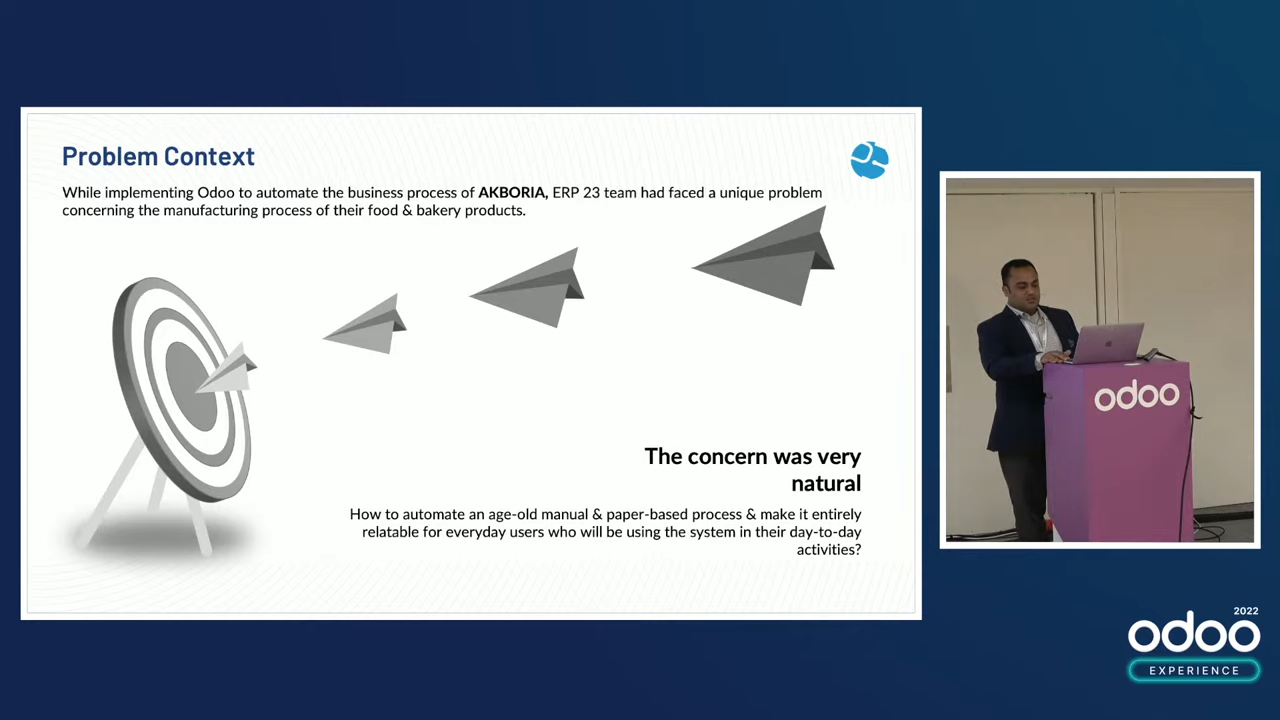 Problem Context
While implementing Odoo to automate the business process of AKBORIA, ERP 23 team had faced a unique problem
concerning the manufacturing process of their food & bakery products.
The concern was very
natural
How to automate an age-old manual & paper-based process & make it entirely
relatable for everyday users who will be using the system in their day-to-day
activities?
odoo
2022
odoo
EXPERIENCE